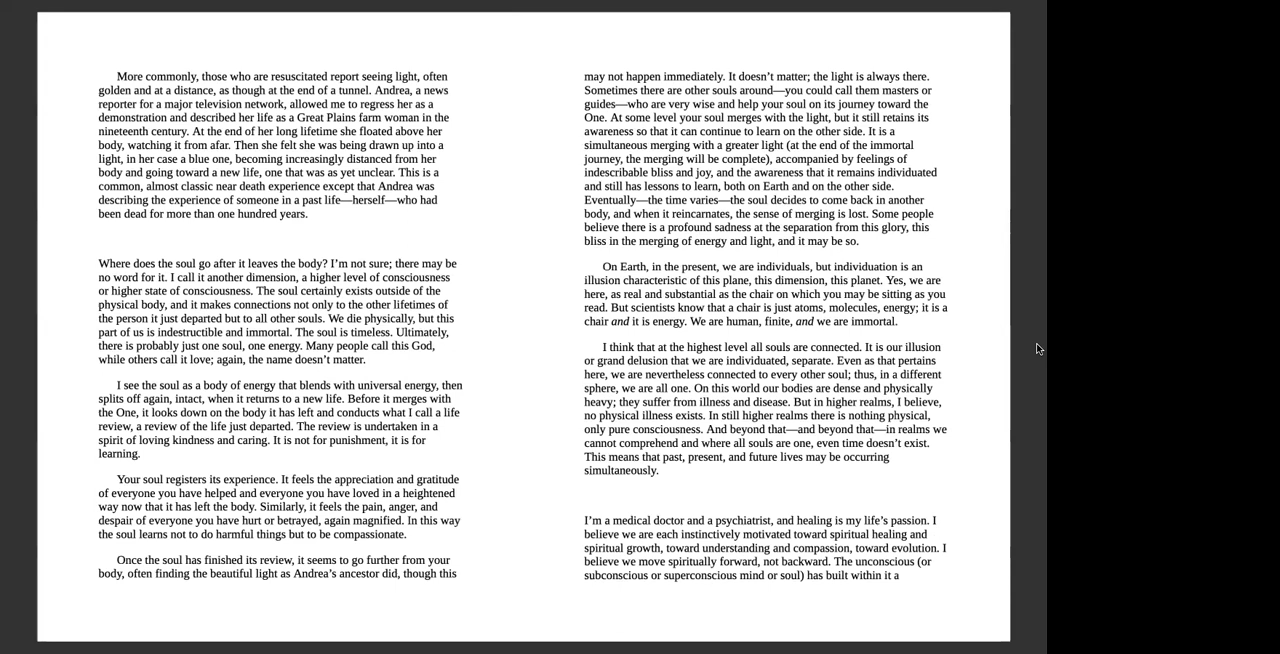 More commonly, those who are resuscitated report seeing light, often
golden and at a distance, as though at the end of a tunnel. Andrea, a news
reporter for a major television network, allowed me to regress her as a
demonstration and described her life as a Great Plains farm woman in the
nineteenth century. At the end of her long lifetime she floated above her
body, watching it from afar. Then she felt she was being drawn up into a
light, in her case a blue one, becoming increasingly distanced from her
body and going toward a new life, one that was as yet unclear. This is a
common, almost classic near death experience except that Andrea was
describing the experience of someone in a past life—herself—who had
been dead for more than one hundred years.
Where does the soul go after it leaves the body? I’m not sure; there may be
no word for it. I call it another dimension, a higher level of consciousness
or higher state of consciousness. The soul certainly exists outside of the
physical body, and it makes connections not only to the other lifetimes of
the person it just departed but to all other souls. We die physically, but this
part of us is indestructible and immortal. The soul is timeless. Ultimately,
there is probably just one soul, one energy. Many people call this God,
while others call it love; again, the name doesn’t matter.
I see the soul as a body of energy that blends with universal energy, then
splits off again, intact, when it returns to a new life. Before it merges with
the One, it looks down on the body it has left and conducts what I call a life
review, a review of the life just departed. The review is undertaken in a
spirit of loving kindness and caring. It is not for punishment, it is for
learning.
Your soul registers its experience. It feels the appreciation and gratitude
of everyone you have helped and everyone you have loved in a heightened
way now that it has left the body. Similarly, it feels the pain, anger, and
despair of everyone you have hurt or betrayed, again magnified. In this way
the soul learns not to do harmful things but to be compassionate.
Once the soul has finished its review, it seems to go further from your
body, often finding the beautiful light as Andrea’s ancestor did, though this
may not happen immediately. It doesn’t matter; the light is always there.
Sometimes there are other souls around—you could call them masters or
guides—who are very wise and help your soul on its journey toward the
One. At some level your soul merges with the light, but it still retains its
awareness so that it can continue to learn on the other side. It is a
simultaneous merging with a greater light (at the end of the immortal
journey, the merging will be complete), accompanied by feelings of
indescribable bliss and joy, and the awareness that it remains individuated
and still has lessons to learn, both on Earth and on the other side.
Eventually—the time varies—the soul decides to come back in another
body, and when it reincarnates, the sense of merging is lost. Some people
believe there is a profound sadness at the separation from this glory, this
bliss in the merging of energy and light, and it may be so.
On Earth, in the present, we are individuals, but individuation is an
illusion characteristic of this plane, this dimension, this planet. Yes, we are
here, as real and substantial as the chair on which you may be sitting as you
read. But scientists know that a chair is just atoms, molecules, energy; it is a
chair and it is energy. We are human, finite, and we are immortal.
I think that at the highest level all souls are connected. It is our illusion
or grand delusion that we are individuated, separate. Even as that pertains
here, we are nevertheless connected to every other soul; thus, in a different
sphere, we are all one. On this world our bodies are dense and physically
heavy; they suffer from illness and disease. But in higher realms, I believe,
no physical illness exists. In still higher realms there is nothing physical,
only pure consciousness. And beyond that—and beyond that—in realms we
cannot comprehend and where all souls are one, even time doesn’t exist.
This means that past, present, and future lives may be occurring
simultaneously.
I’m a medical doctor and a psychiatrist, and healing is my life’s passion. I
believe we are each instinctively motivated toward spiritual healing and
spiritual growth, toward understanding and compassion, toward evolution. I
believe we move spiritually forward, not backward. The unconscious (or
subconscious or superconscious mind or soul) has built within it a